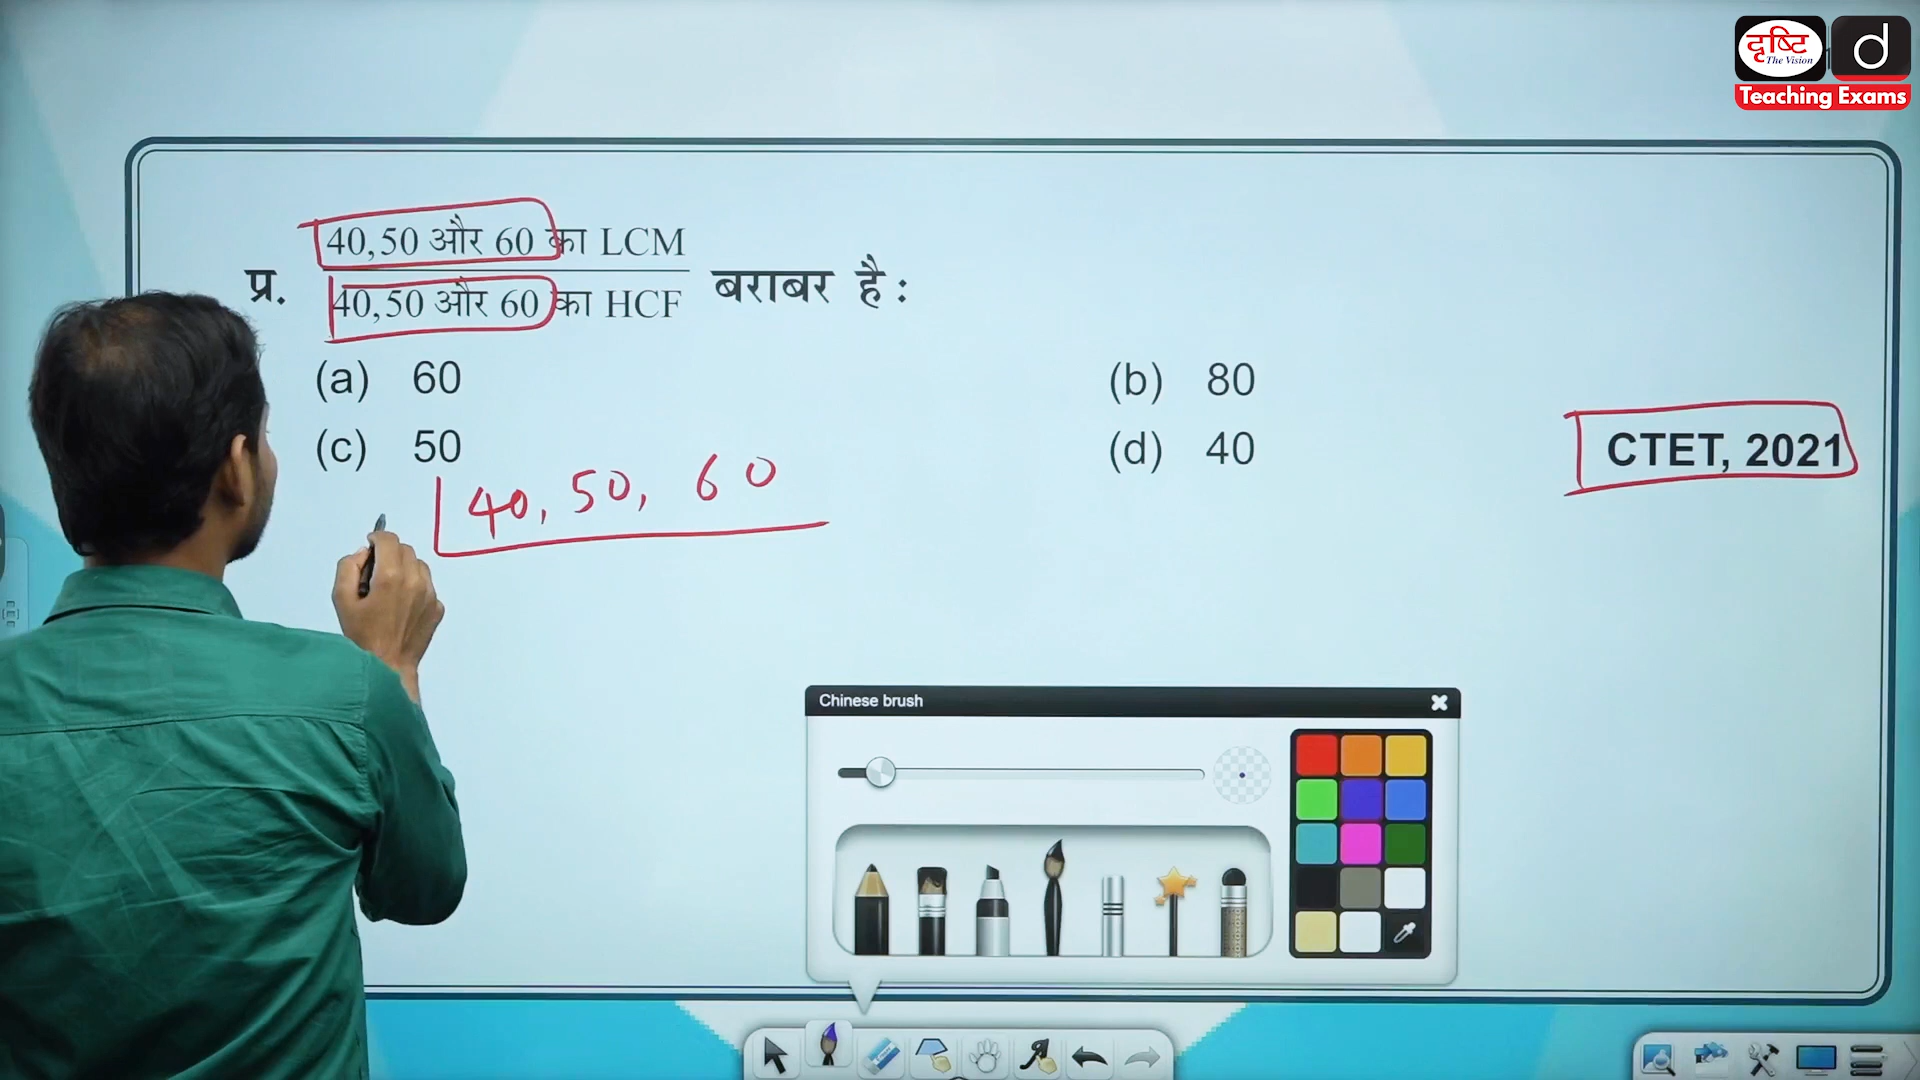 दृष्टि
The Vision
d
Teaching Exams
प्र. 40,50 और 60 का LCM
40,50 और 60 का HCF
बराबर है :
(a) 60
(b) 80
(c) 50
(d) 40
CTET, 2021
40, 50, 60
Chinese brush